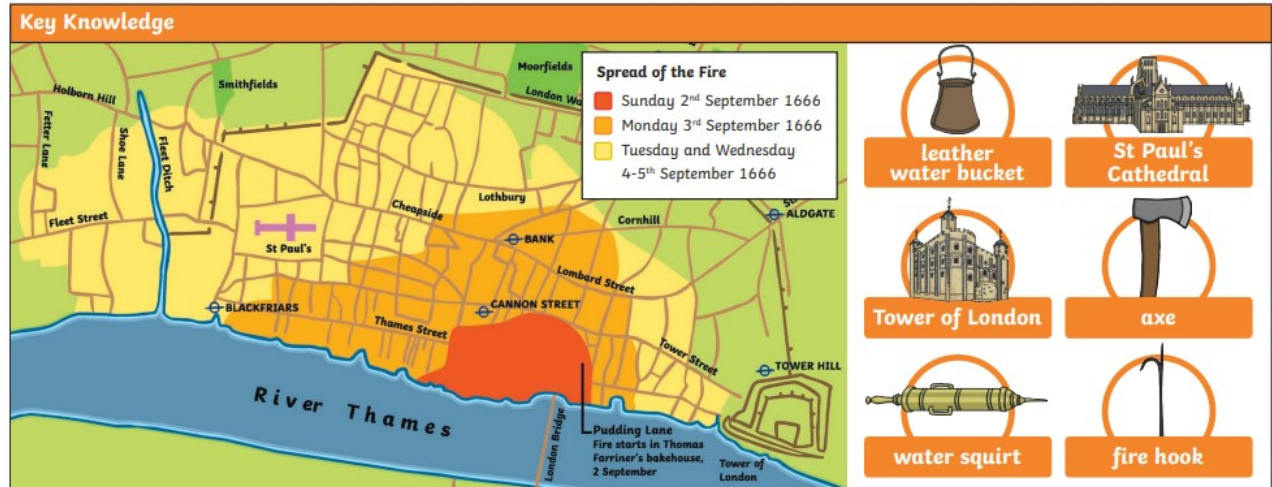 Key Knowledge
Spread of the Fire
Sunday 2nd September 1666
Monday 3rd September 1666
Tuesday and Wednesday
4-5th September 1666
Moorfields
London Wa
Smithfields
Holborn Hill
Fetter Lane
Shoe Lane
Fleet Ditch
Fleet Street
St Paul's
Cheapside
Lothbury
Cornhill
ALDGATE
BANK
Lombard Street
BLACKFRIARS
CANNON STREET
Thames Street
Tower Street
TOWER HILL
River Thames
London Bridge
Pudding Lane
Fire starts in Thomas
Farriner's bakehouse,
2 September
Tower of
London
leather
water bucket
St Paul's
Cathedral
Tower of London
axe
water squirt
fire hook